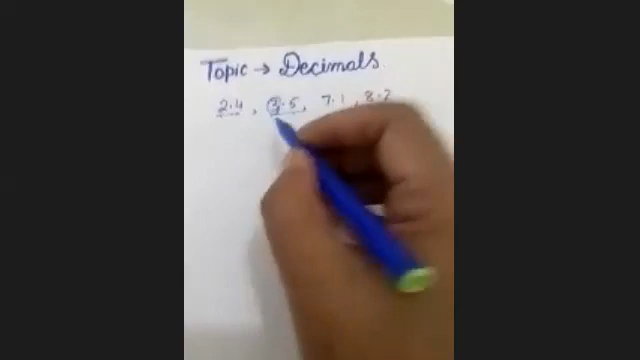 Topic → Decimals
2.4, 3.5, 7.1, 8.2